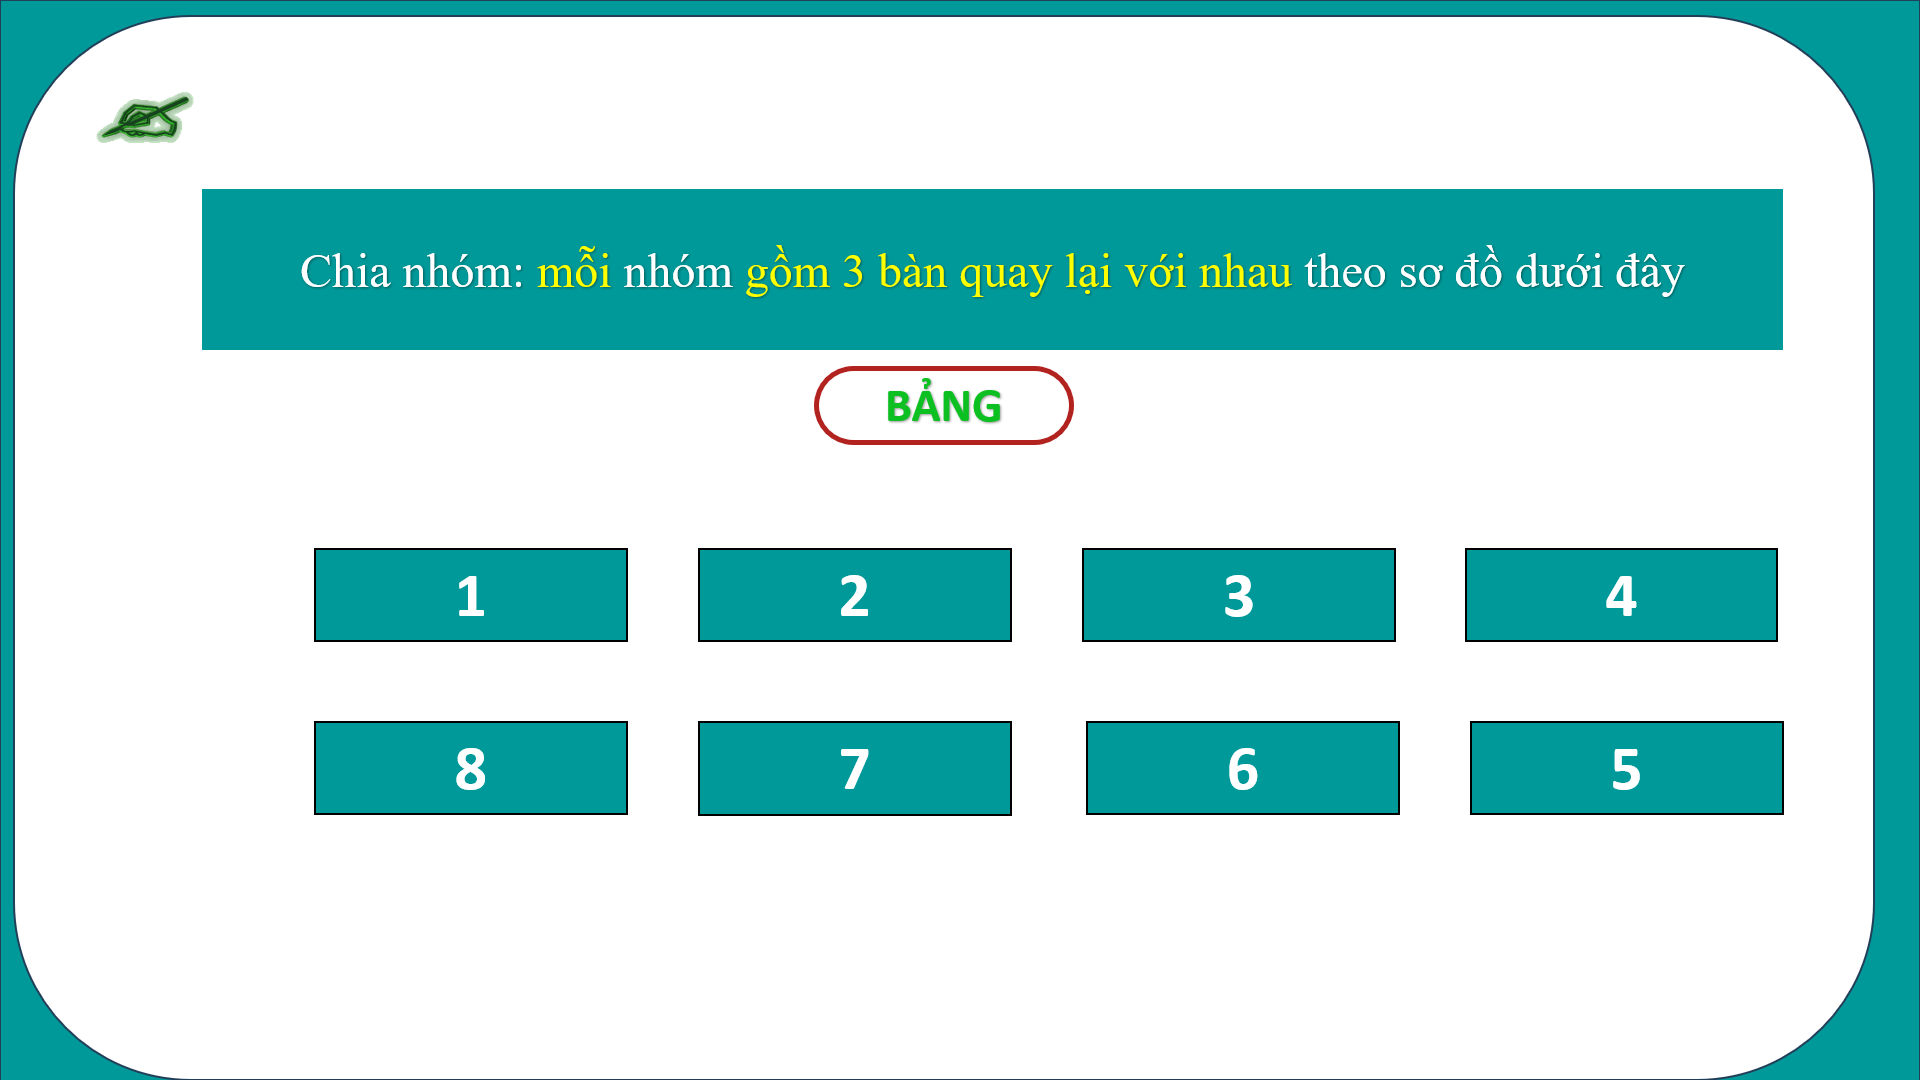 Chia nhóm: mỗi nhóm gồm 3 bàn quay lại với nhau theo sơ đồ dưới đây
BẢNG
1 2 3 4
8 7 6 5